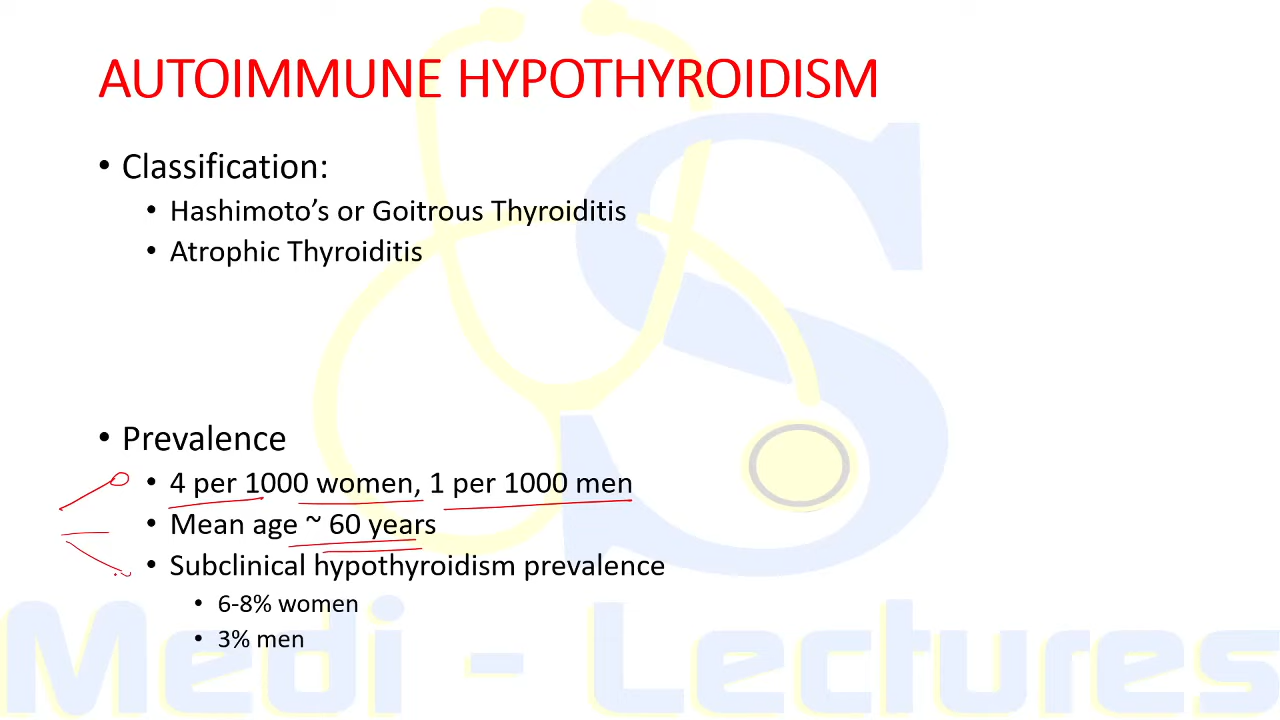 AUTOIMMUNE HYPOTHYROIDISM
• Classification:
• Hashimoto’s or Goitrous Thyroiditis
• Atrophic Thyroiditis
• Prevalence
• 4 per 1000 women, 1 per 1000 men
• Mean age ~ 60 years
• Subclinical hypothyroidism prevalence
• 6-8% women
• 3% men
Medi - Lectures